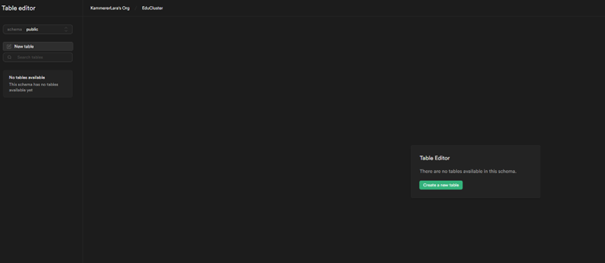 Table editor
KammererLara's Org
EduCluster
schema public
New table
Search tables
No tables available
This schema has no tables
available yet
Table Editor
There are no tables available in this schema.
Create a new table